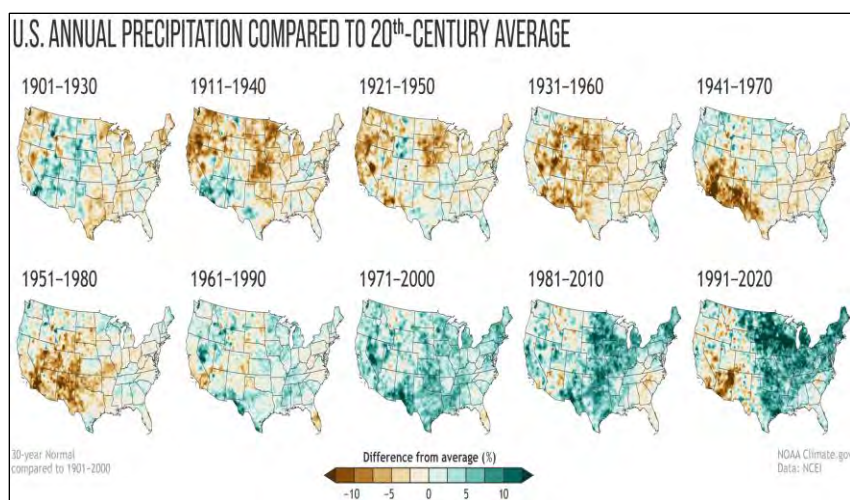 U.S. ANNUAL PRECIPITATION COMPARED TO 20th-CENTURY AVERAGE
1901–1930
1911–1940
1921–1950
1931–1960
1941–1970
1951–1980
1961–1990
1971–2000
1981–2010
1991–2020
30-year Normal
compared to 1901–2000
Difference from average (%)
-10 -5 0 5 10
NOAA Climate.gov
Data: NCEI